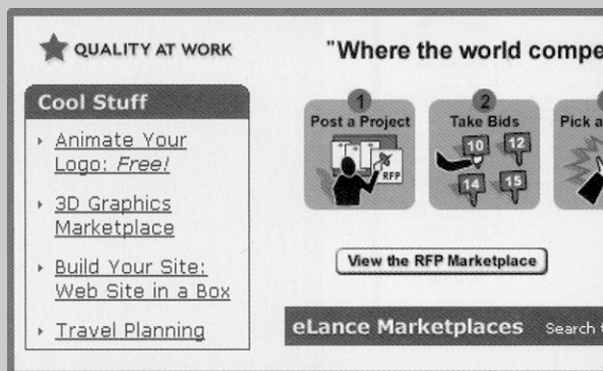 QUALITY AT WORK
"Where the world compe
Cool Stuff
Animate Your
Logo: Free!
3D Graphics
Marketplace
Build Your Site:
Web Site in a Box
Travel Planning
1
Post a Project
RFP
2
Take Bids
10 12
14 15
Pick a
View the RFP Marketplace
eLance Marketplaces Search